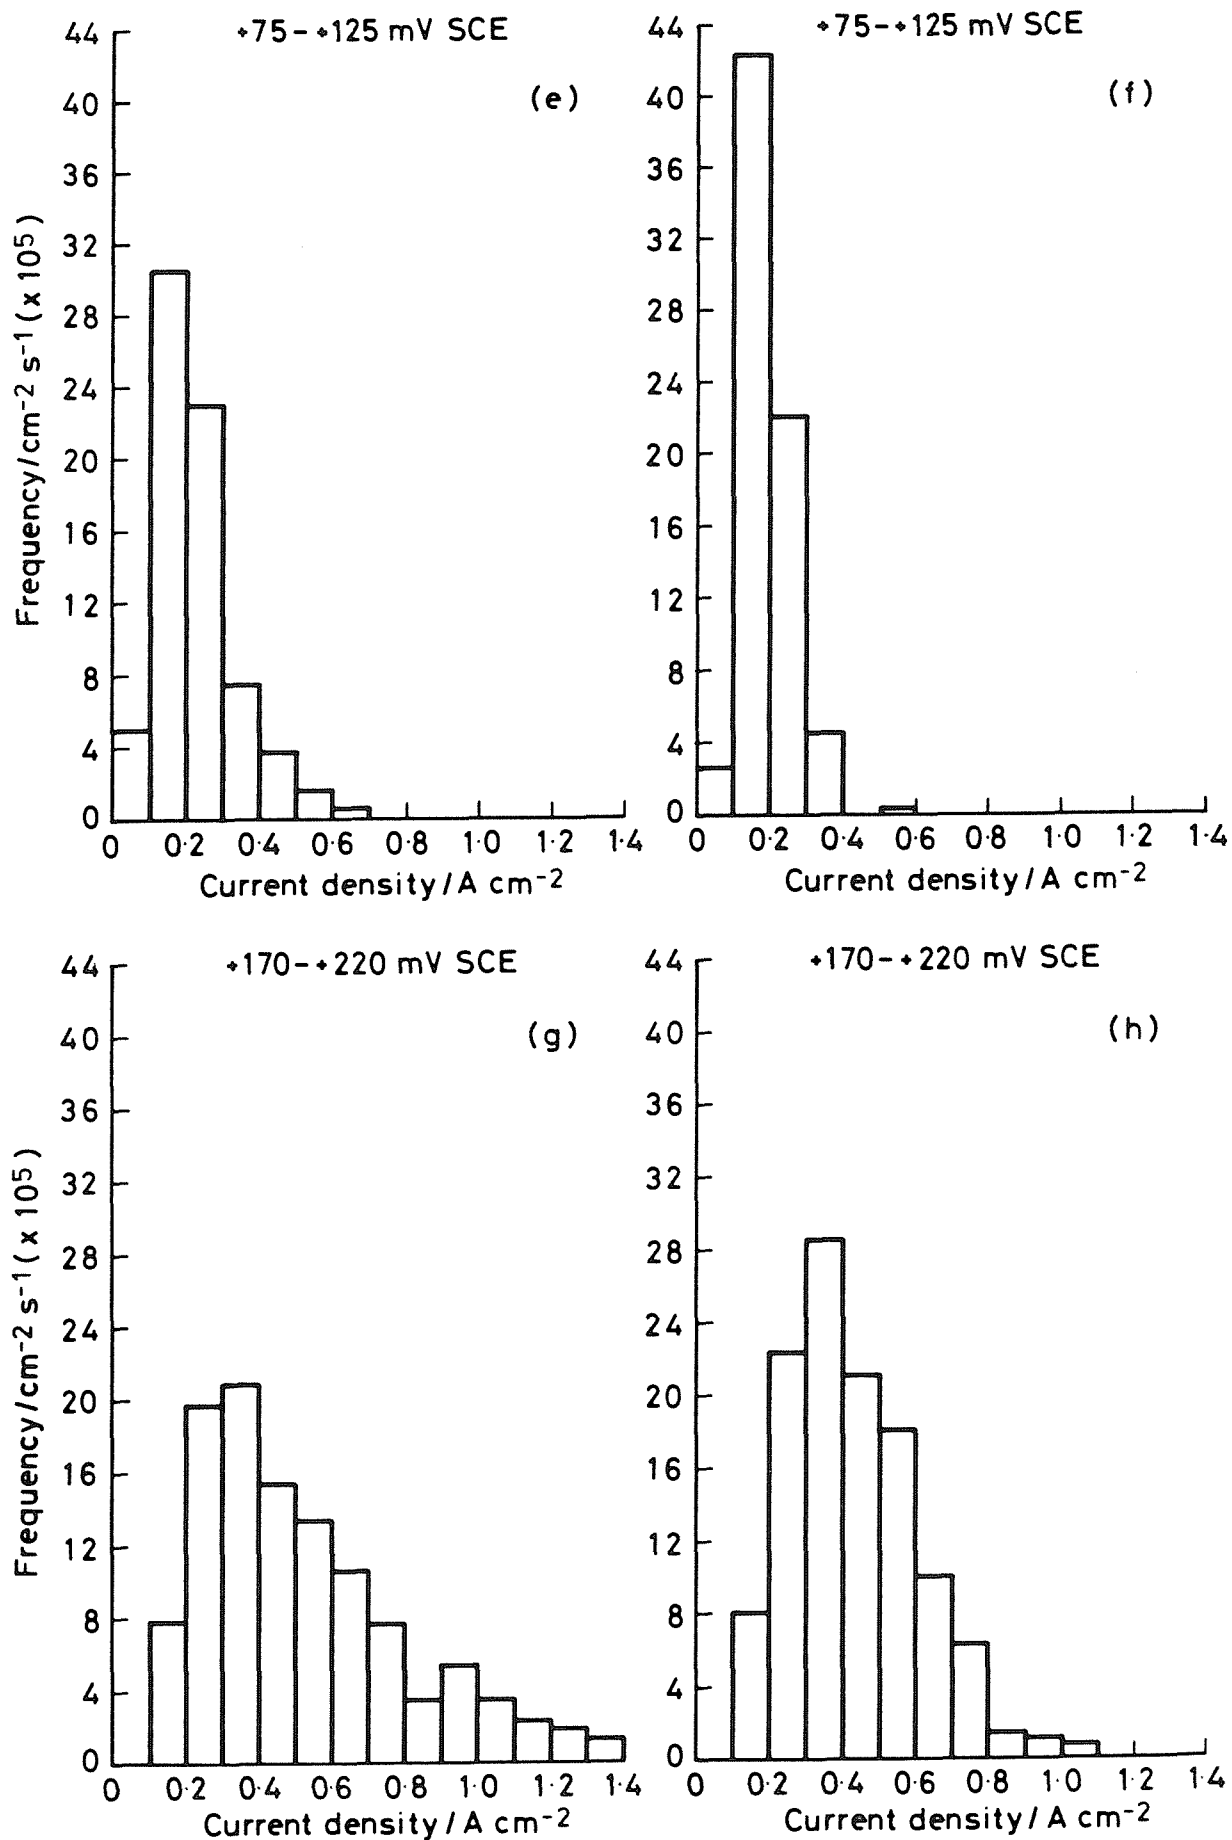 +75-+125 mV SCE
(e)
44
40
36
32
28
24
20
16
12
8
4
0
Frequency/cm⁻² s⁻¹ (x 10⁵)
0 0·2 0·4 0·6 0·8 1·0 1·2 1·4
Current density/A cm⁻²
+75-+125 mV SCE
(f)
44
40
36
32
28
24
20
16
12
8
4
0
0 0·2 0·4 0·6 0·8 1·0 1·2 1·4
Current density/A cm⁻²
+170-+220 mV SCE
(g)
44
40
36
32
28
24
20
16
12
8
4
0
Frequency/cm⁻² s⁻¹ (x 10⁵)
0 0·2 0·4 0·6 0·8 1·0 1·2 1·4
Current density/A cm⁻²
+170-+220 mV SCE
(h)
44
40
36
32
28
24
20
16
12
8
4
0
0 0·2 0·4 0·6 0·8 1·0 1·2 1·4
Current density/A cm⁻²